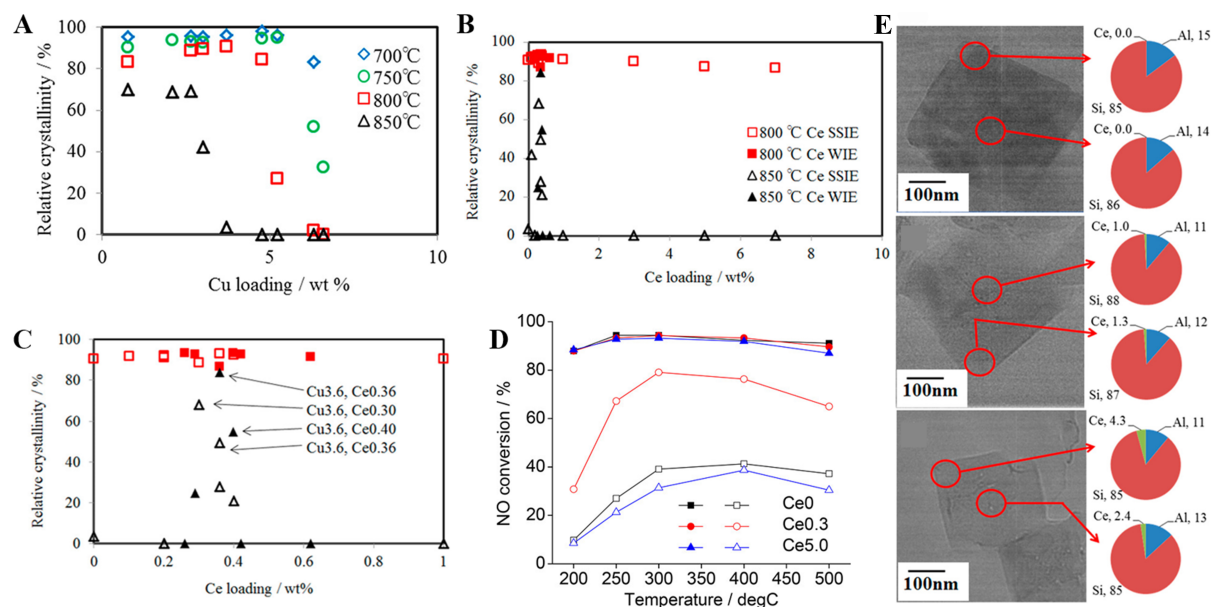 A
Relative crystallinity / %
100
80
60
40
20
0
0
5
10
Cu loading / wt %
700℃
750℃
800℃
850℃
B
Relative crystallinity / %
100
80
60
40
20
0
0
2
4
6
8
10
Ce loading / wt%
800 ℃ Ce SSIE
800 ℃ Ce WIE
850 ℃ Ce SSIE
850 ℃ Ce WIE
C
Relative crystallinity / %
100
80
60
40
20
0
0
0.2
0.4
0.6
0.8
1
Ce loading / wt%
Cu3.6, Ce0.36
Cu3.6, Ce0.30
Cu3.6, Ce0.40
Cu3.6, Ce0.36
D
NO conversion / %
100
80
60
40
20
0
200
250
300
350
400
450
500
Temperature / degC
Ce0
Ce0.3
Ce5.0
E
Ce, 0.0
Al, 15
Si, 85
Ce, 0.0
Al, 14
Si, 86
100nm
Ce, 1.0
Al, 11
Si, 88
Ce, 1.3
Al, 12
Si, 87
100nm
Ce, 4.3
Al, 11
Si, 85
Ce, 2.4
Al, 13
Si, 85
100nm